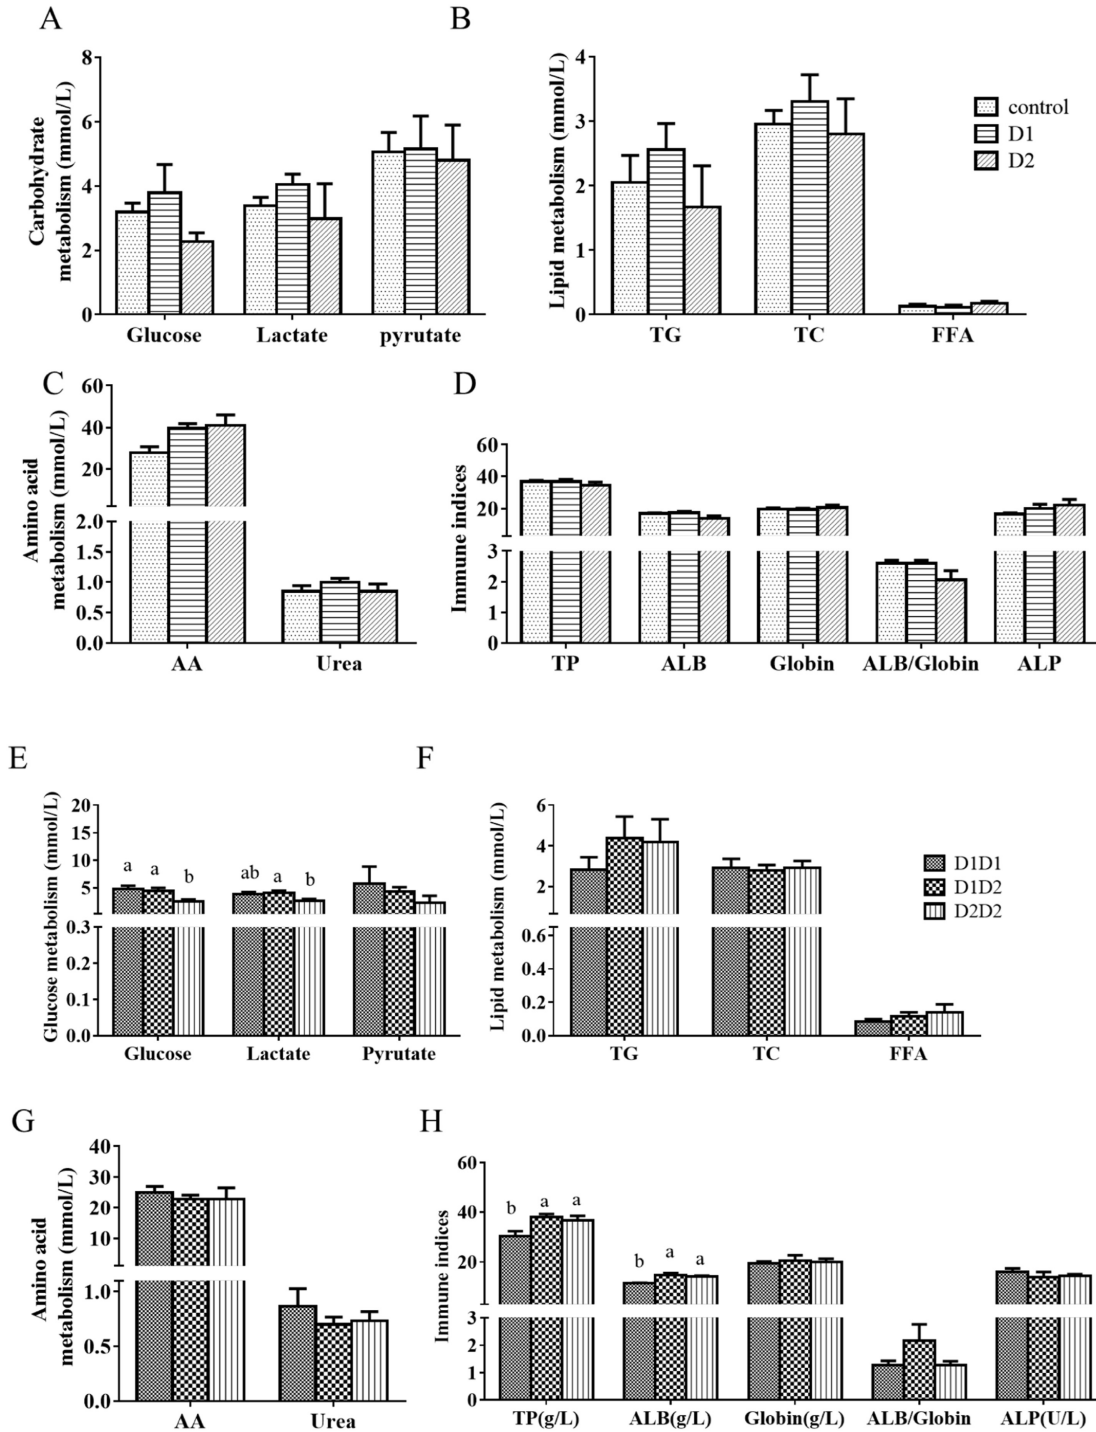 A
Carbohydrate
metabolism (mmol/L)
8
6
4
2
0
Glucose
Lactate
pyrutate
B
Lipid metabolism (mmol/L)
4
3
2
1
0
TG
TC
FFA
control
D1
D2
C
Amino acid
metabolism (mmol/L)
60
40
20
2.0
1.5
1.0
0.5
0.0
AA
Urea
D
Immune indices
60
40
20
3
2
1
0
TP
ALB
Globin
ALB/Globin
ALP
E
Glucose metabolism (nmol/L)
20
15
10
5
0.3
0.2
0.1
0.0
a a b
ab a b
Glucose
Lactate
Pyrutate
F
Lipid metabolism (mmol/L)
6
4
2
0.6
0.4
0.2
0.0
TG
TC
FFA
D1D1
D1D2
D2D2
G
Amino acid
metabolism (mmol/L)
40
30
20
10
1.0
0.5
0.0
AA
Urea
H
Immune indices
60
40
20
3
2
1
0
b a a
b a a
TP(g/L)
ALB(g/L)
Globin(g/L)
ALB/Globin
ALP(U/L)